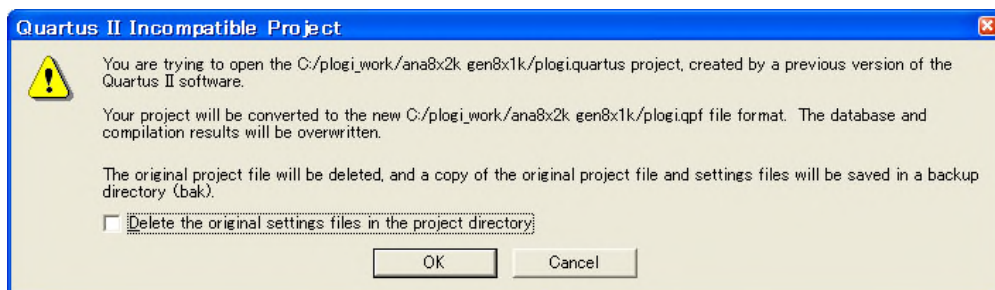 Quartus II Incompatible Project
You are trying to open the C:/plogi_work/ana8x2k gen8x1k/plogi.quartus project, created by a previous version of the
Quartus II software.
Your project will be converted to the new C:/plogi_work/ana8x2k gen8x1k/plogi.qpf file format. The database and
compilation results will be overwritten.
The original project file will be deleted, and a copy of the original project file and settings files will be saved in a backup
directory (bak).
Delete the original settings files in the project directory
OK
Cancel